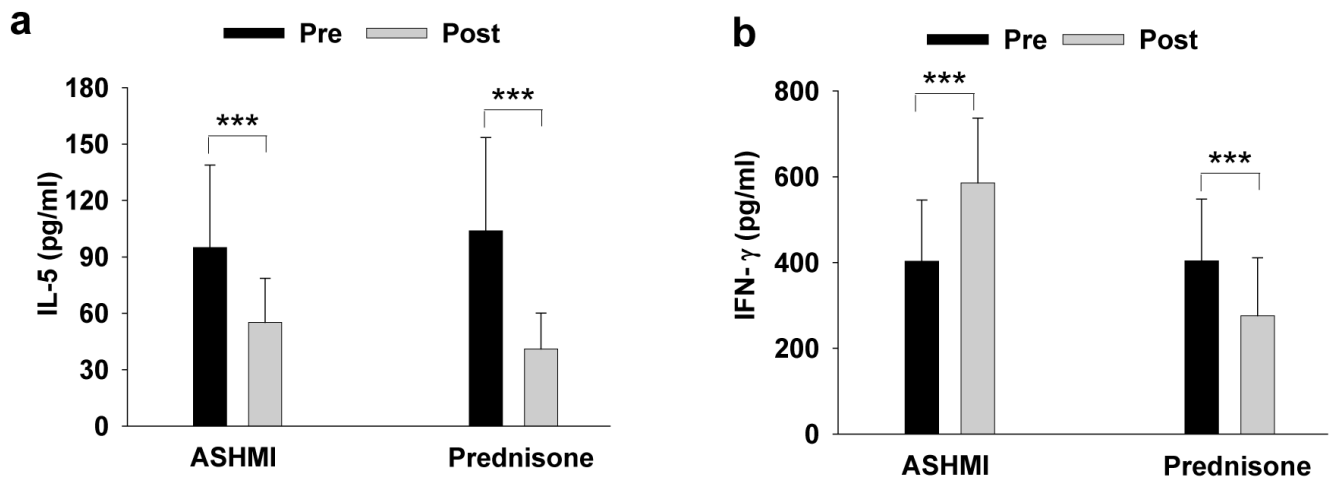 a
Pre Post
180
150
120
90
60
30
0
IL-5 (pg/ml)
***
***
ASHMI Prednisone
b
Pre Post
800
600
400
200
0
IFN- γ (pg/ml)
***
***
ASHMI Prednisone